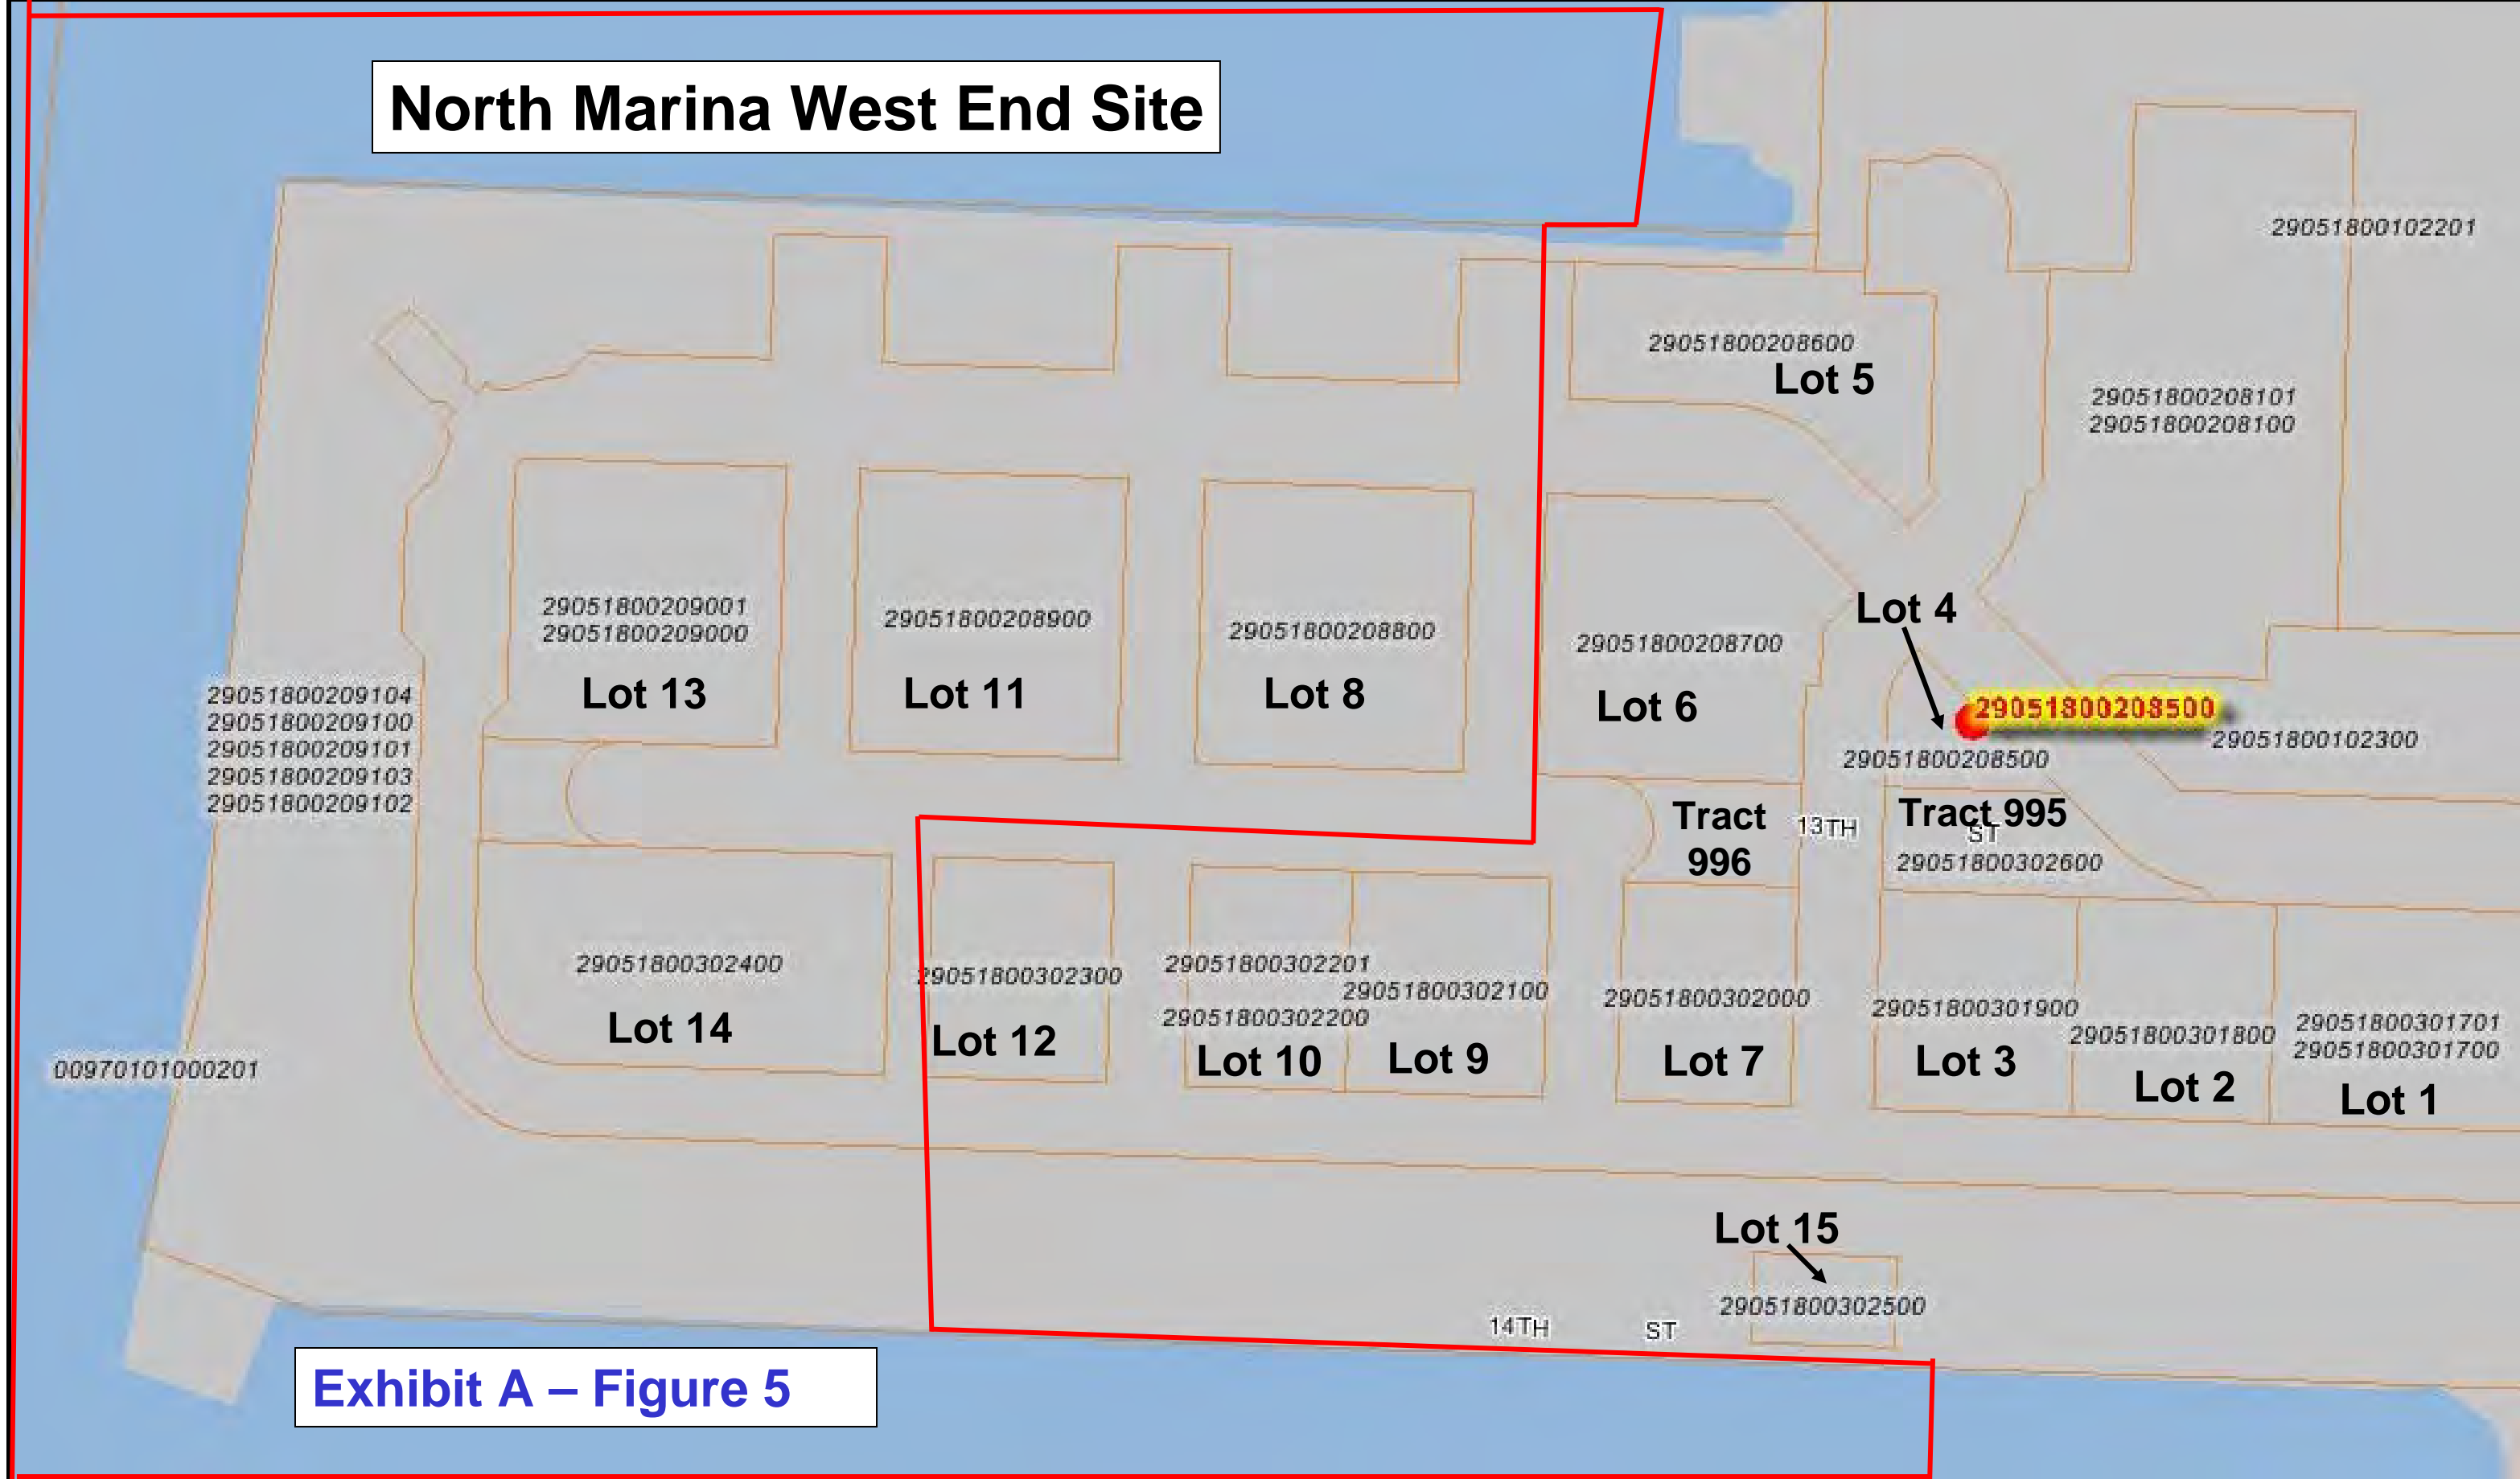 North Marina West End Site
29051800102201
29051800208600
Lot 5
29051800208101
29051800208100
29051800209001
29051800209000
Lot 13
29051800208900
Lot 11
29051800208800
Lot 8
29051800208700
Lot 6
Lot 4
29051800208500
29051800208500
29051800102300
29051800209104
29051800209100
29051800209101
29051800209103
29051800209102
Tract
996
13TH
Tract 995
ST
29051800302600
29051800302400
Lot 14
29051800302300
Lot 12
29051800302201
29051800302200
Lot 10
29051800302100
Lot 9
29051800302000
Lot 7
29051800301900
Lot 3
29051800301800
Lot 2
29051800301701
29051800301700
Lot 1
00970101000201
Lot 15
29051800302500
14TH ST
Exhibit A – Figure 5